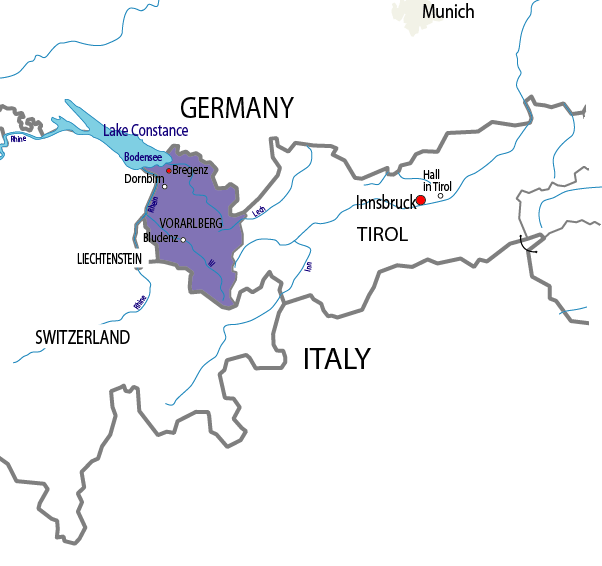 Munich
GERMANY
Lake Constance
Rhine
Bodensee
Bregenz
Dornbirn
Hall
in Tirol
Rhein
Innsbruck
Lech
VORARLBERG
TIROL
Bludenz
LIECHTENSTEIN
Ill
Inn
Rhine
SWITZERLAND
ITALY